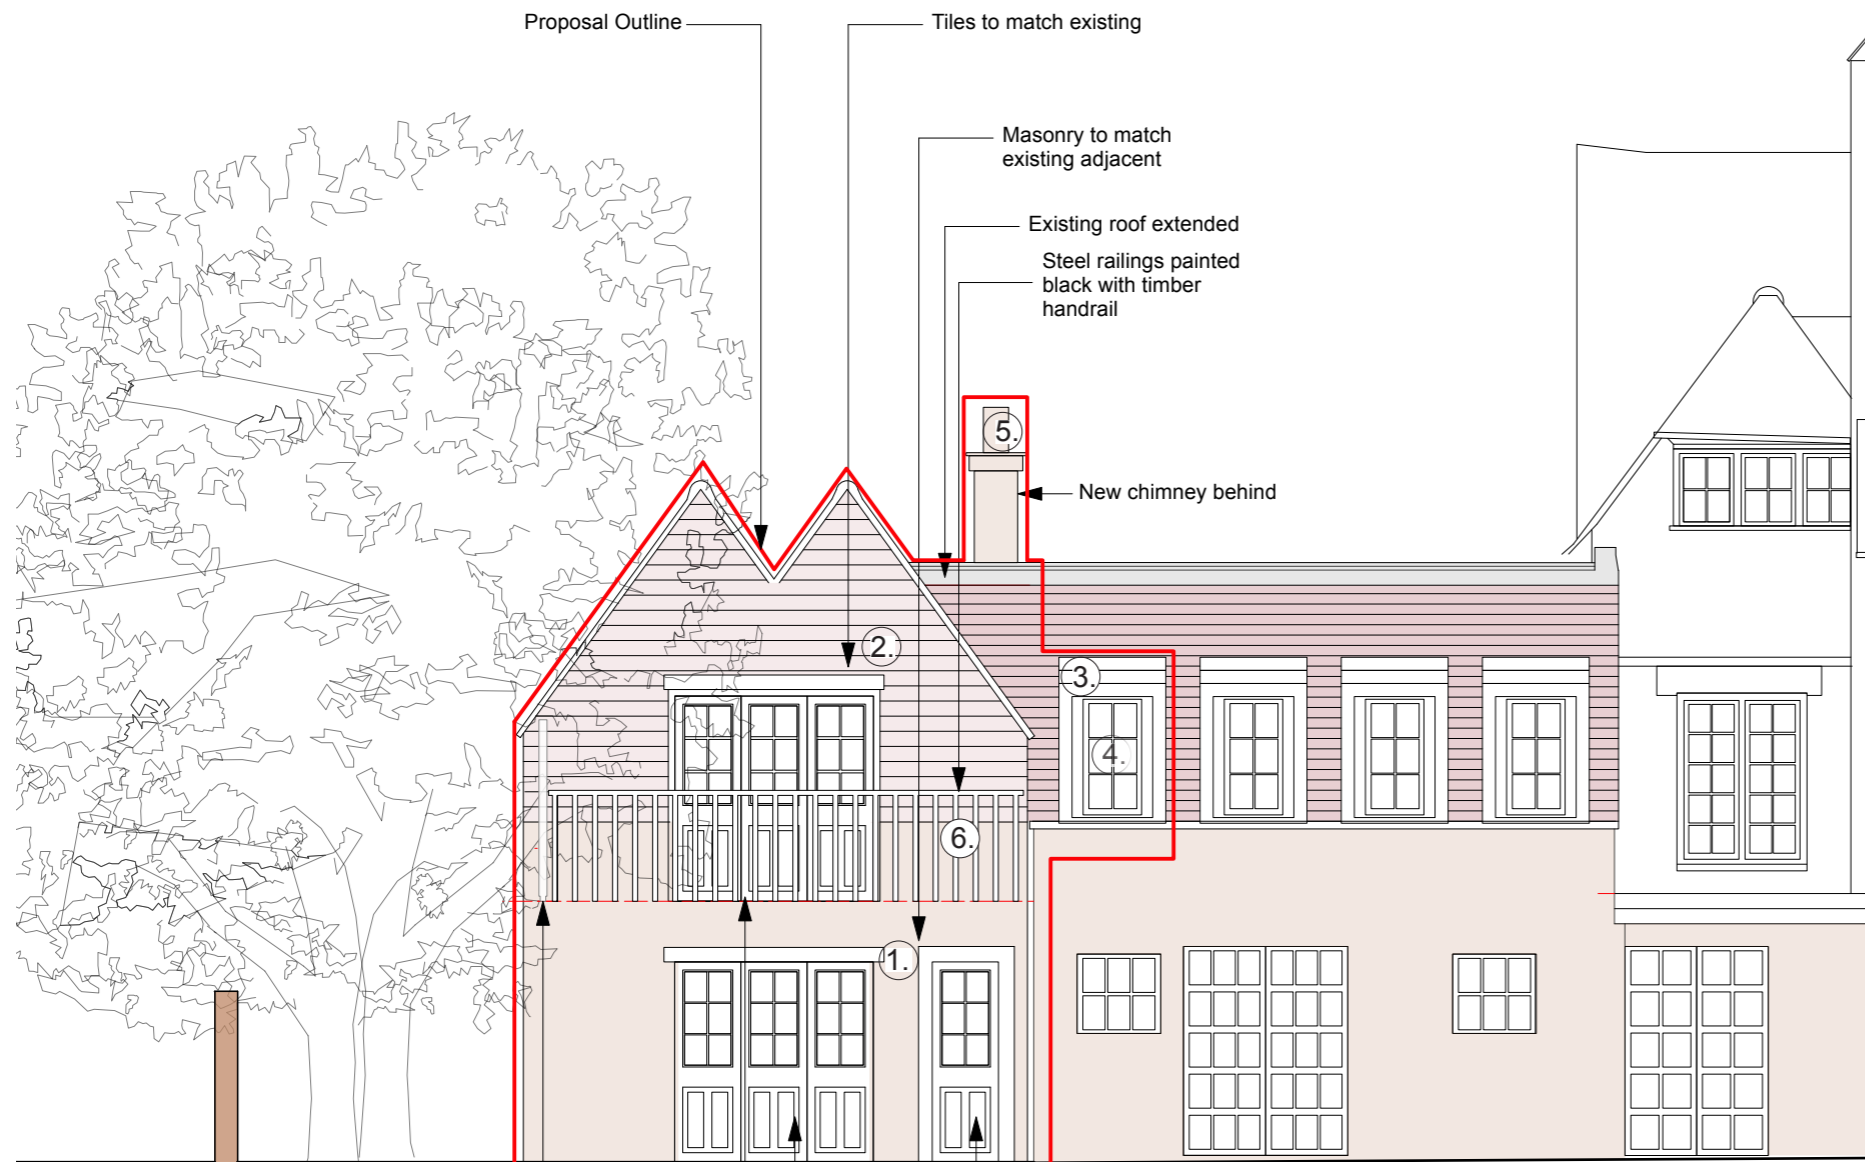 Proposal Outline
Tiles to match existing
Masonry to match
existing adjacent
Existing roof extended
Steel railings painted
black with timber
handrail
5.
New chimney behind
2.
3.
4.
6.
1.